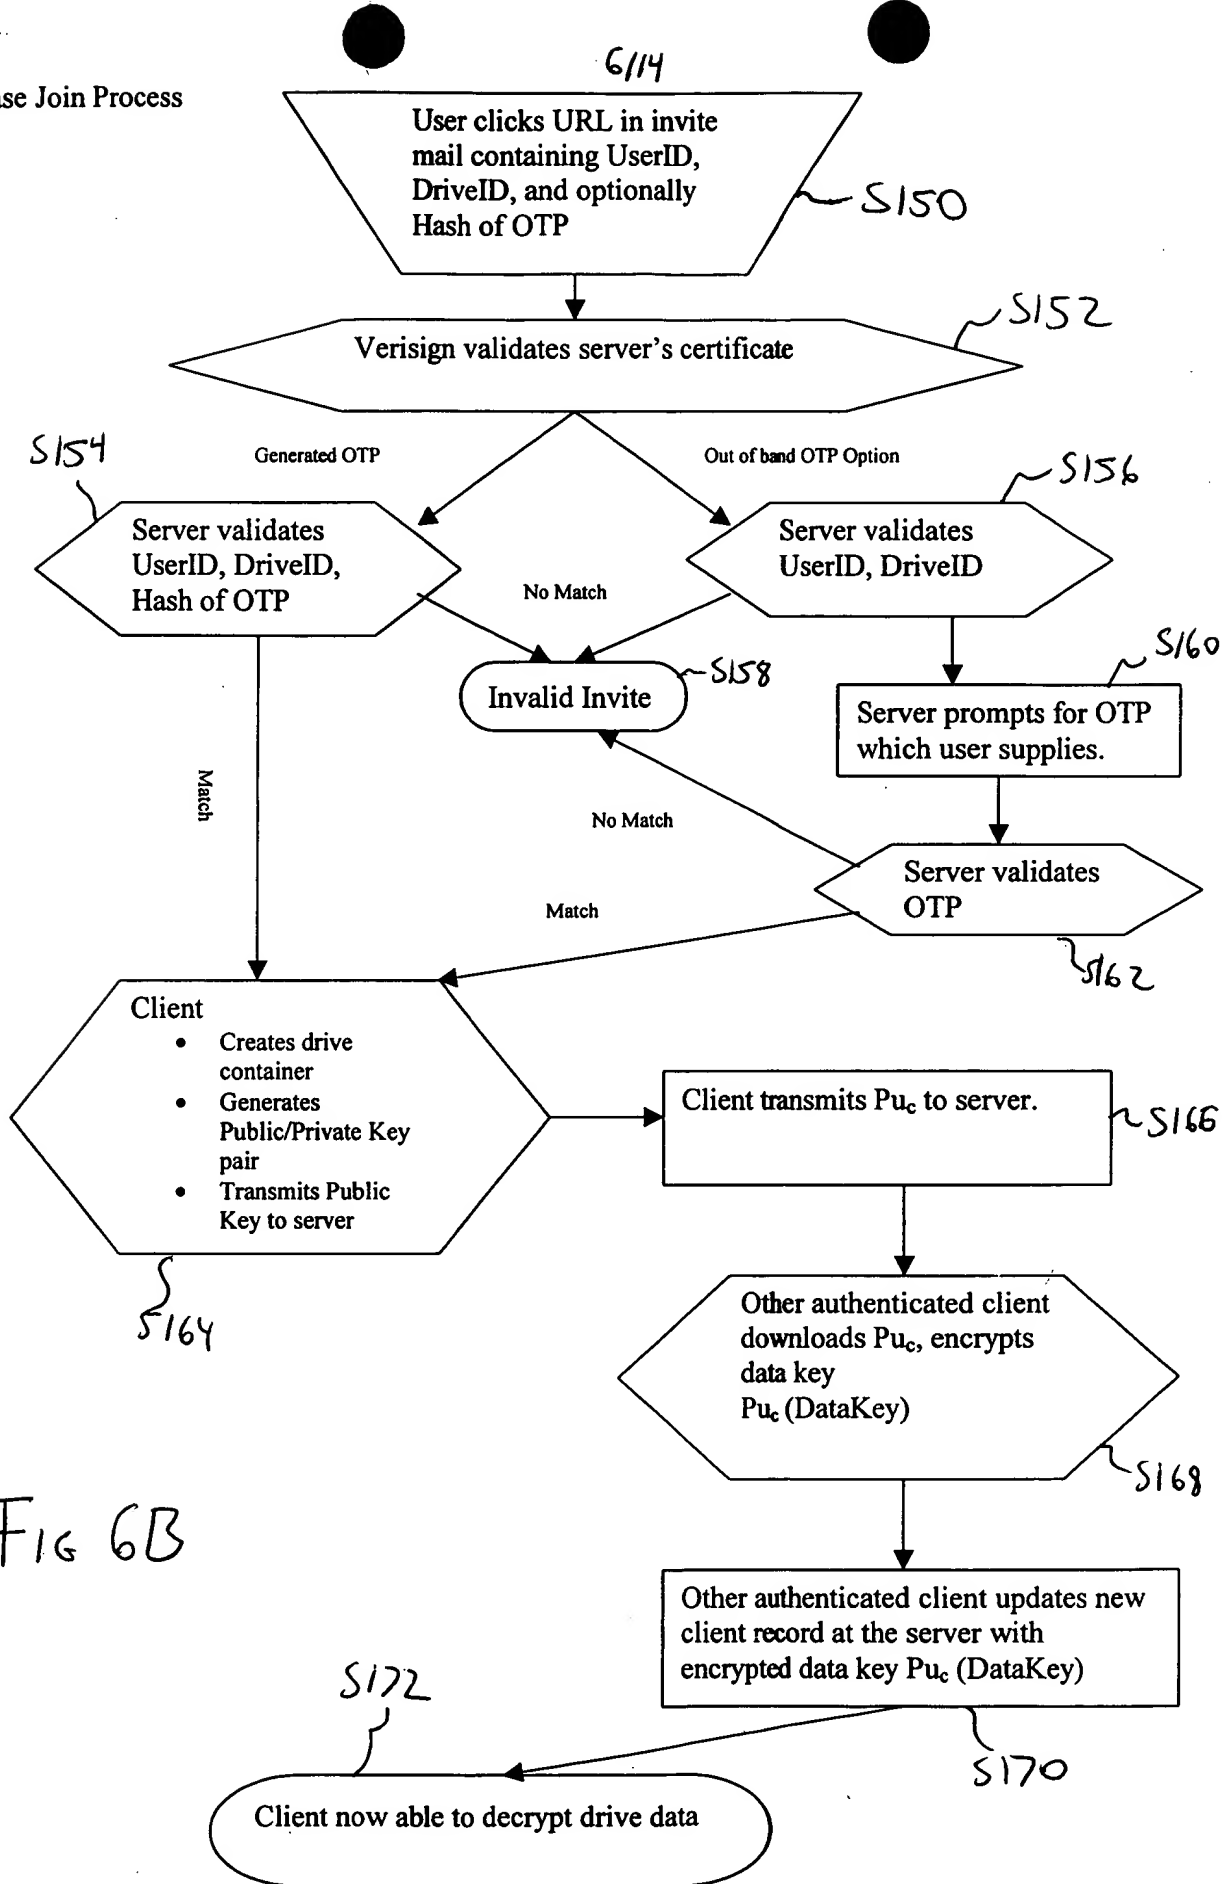 6/14
se Join Process
User clicks URL in invite
mail containing UserID,
DriveID, and optionally
Hash of OTP
S150
Verisign validates server's certificate
S152
S154
Generated OTP
Out of band OTP Option
S156
Server validates
UserID, DriveID,
Hash of OTP
Server validates
UserID, DriveID
No Match
S158
Invalid Invite
S160
Server prompts for OTP
which user supplies.
Match
No Match
Server validates
OTP
Match
S162
Client
• Creates drive
container
• Generates
Public/Private Key
pair
• Transmits Public
Key to server
S164
Client transmits Puc to server.
S166
Other authenticated client
downloads Puc, encrypts
data key
Puc (DataKey)
S168
FIG 6B
Other authenticated client updates new
client record at the server with
encrypted data key Puc (DataKey)
S170
S172
Client now able to decrypt drive data